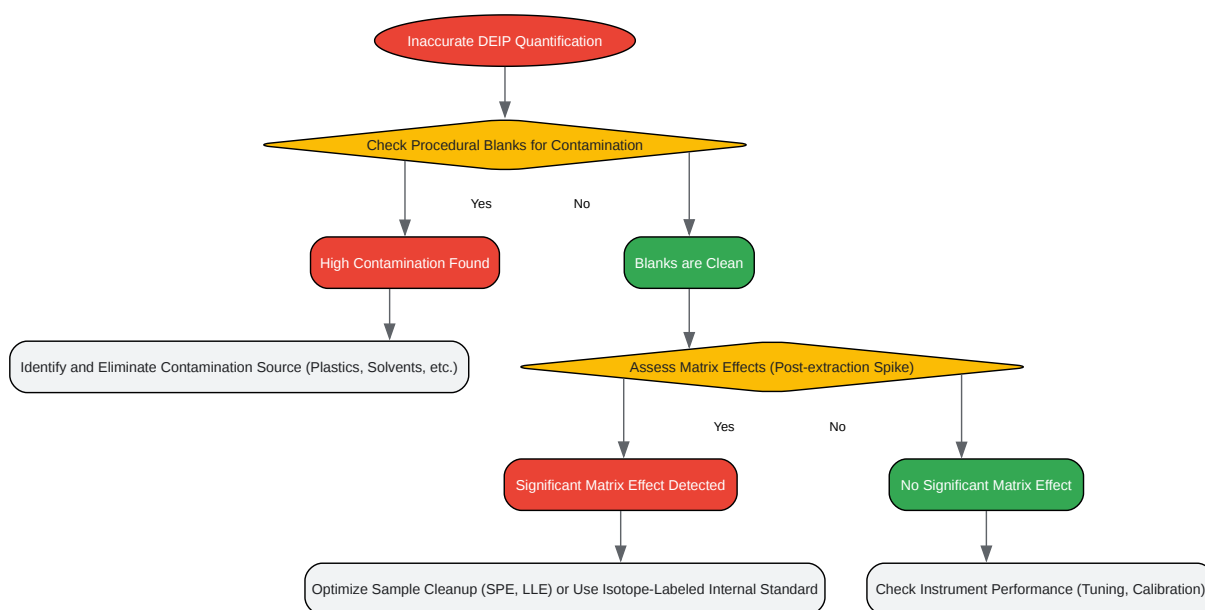 Inaccurate DEIP Quantification
Check Procedural Blanks for Contamination
Yes
No
High Contamination Found
Blanks are Clean
Identify and Eliminate Contamination Source (Plastics, Solvents, etc.)
Assess Matrix Effects (Post-extraction Spike)
Yes
No
Significant Matrix Effect Detected
No Significant Matrix Effect
Optimize Sample Cleanup (SPE, LLE) or Use Isotope-Labeled Internal Standard
Check Instrument Performance (Tuning, Calibration)